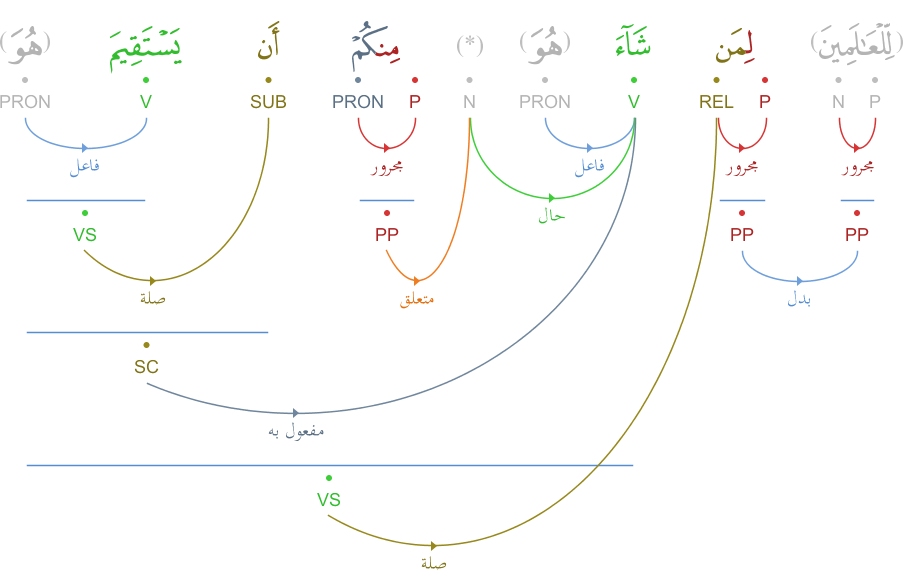 (لِّلْعَـٰلَمِينَ) لِمَن شَآءَ (هُوَ) (*) مِنكُمْ أَن يَسْتَقِيمَ (هُوَ)
PRON V SUB PRON P N PRON V REL P N P
فاعل مجرور فاعل مجرور مجرور
حال
VS PP PP PP
صلة متعلق بدل
SC
مفعول به
VS
صلة